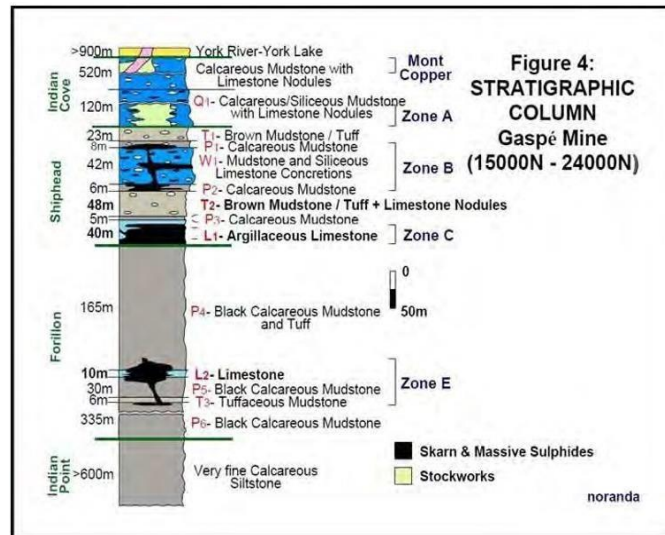 Figure 4:
STRATIGRAPHIC
COLUMN
Gaspé Mine
(15000N - 24000N)
>900m
York River-York Lake
520m
Calcareous Mudstone with
Limestone Nodules
Mont
Copper
Indian
Cove
120m
Q1- Calcareous/Siliceous Mudstone
with Limestone Nodules
Zone A
23m
T1- Brown Mudstone / Tuff
8m
P1- Calcareous Mudstone
42m
W1- Mudstone and Siliceous
Limestone Concretions
Zone B
6m
P2- Calcareous Mudstone
Shiphead
48m
T2- Brown Mudstone / Tuff + Limestone Nodules
5m
P3- Calcareous Mudstone
40m
L1- Argillaceous Limestone
Zone C
0
50m
165m
P4- Black Calcareous Mudstone
and Tuff
Forillon
10m
L2- Limestone
30m
P5- Black Calcareous Mudstone
Zone E
6m
T3- Tuffaceous Mudstone
335m
P6- Black Calcareous Mudstone
Indian
Point
>600m
Very fine Calcareous
Siltstone
Skarn & Massive Sulphides
Stockworks
noranda